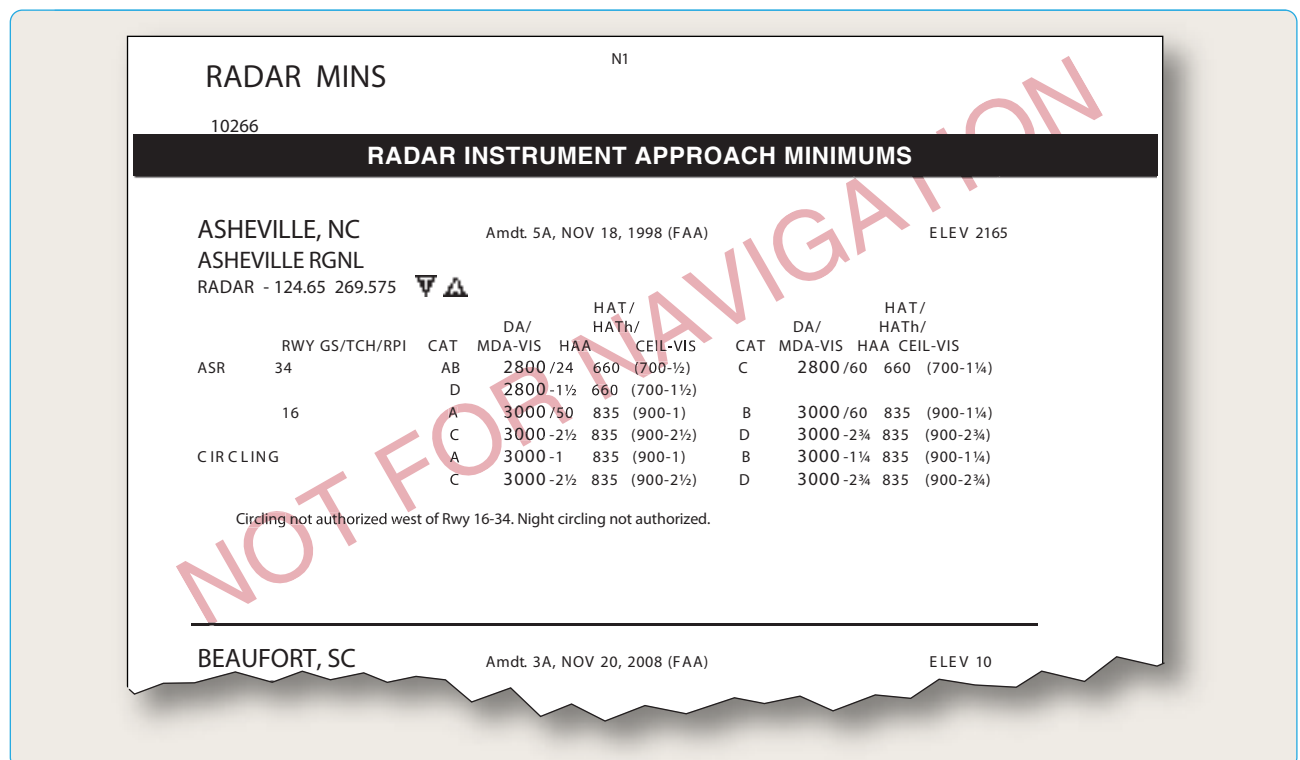 N1
RADAR MINS
10266
RADAR INSTRUMENT APPROACH MINIMUMS
ASHEVILLE, NC Amdt. 5A, NOV 18, 1998 (FAA) ELEV 2165
ASHEVILLE RGNL
RADAR - 124.65 269.575 T A
HAT/ HAT/
DA/ HATh/ DA/ HATh/
RWY GS/TCH/RPI CAT MDA-VIS HAA CEIL-VIS CAT MDA-VIS HAA CEIL-VIS
ASR 34 AB 2800/24 660 (700-½) C 2800/60 660 (700-1¼)
D 2800-1½ 660 (700-1½)
16 A 3000/50 835 (900-1) B 3000/60 835 (900-1¼)
C 3000-2½ 835 (900-2½) D 3000-2¾ 835 (900-2¾)
CIRCLING A 3000-1 835 (900-1) B 3000-1¼ 835 (900-1¼)
C 3000-2½ 835 (900-2½) D 3000-2¾ 835 (900-2¾)
Circling not authorized west of Rwy 16-34. Night circling not authorized.
NOT FOR NAVIGATION
BEAUFORT, SC Amdt. 3A, NOV 20, 2008 (FAA) ELEV 10